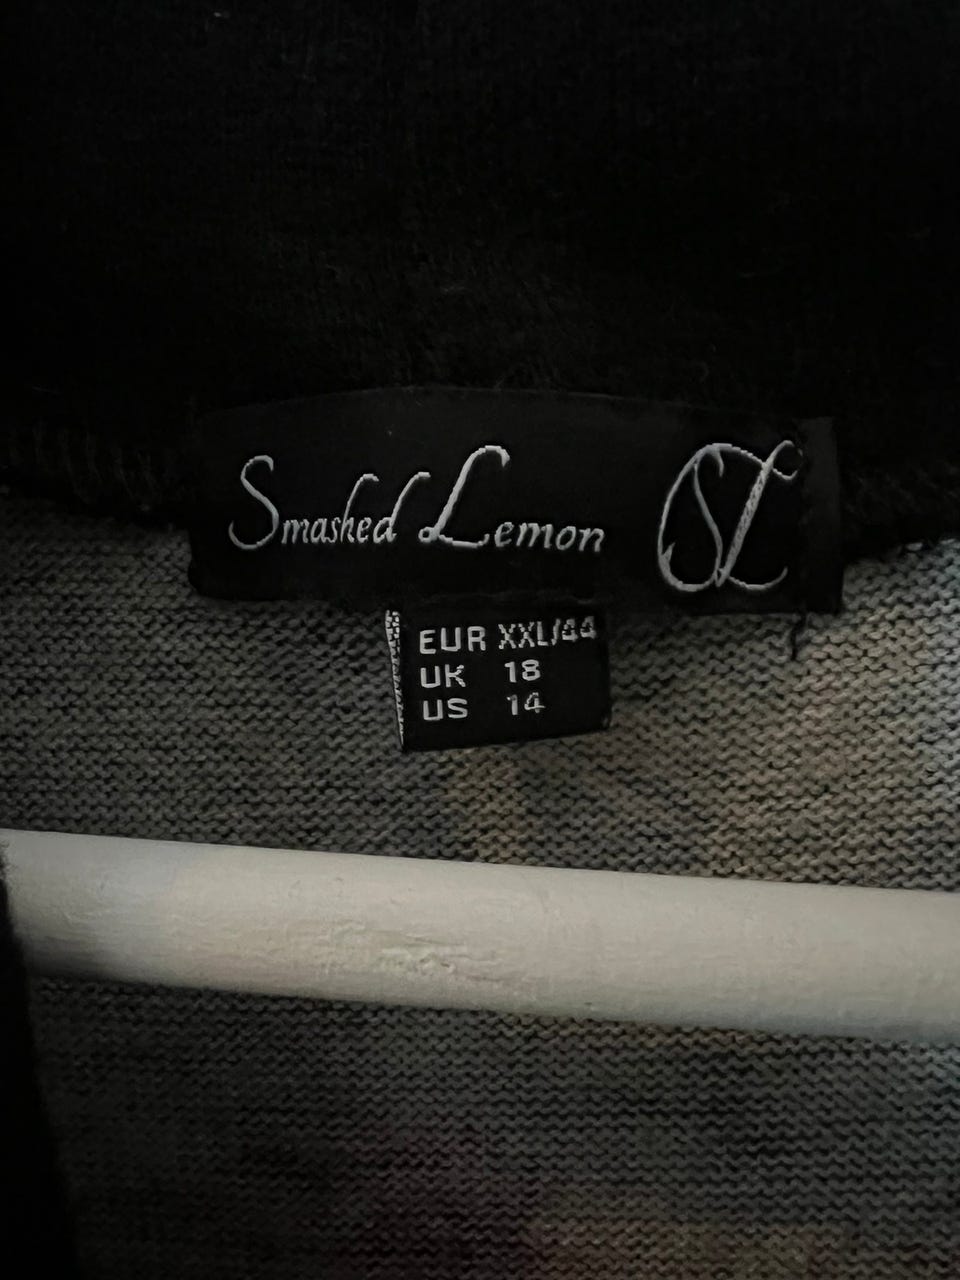 Smashed Lemon SL
EUR XXL/44
UK 18
US 14